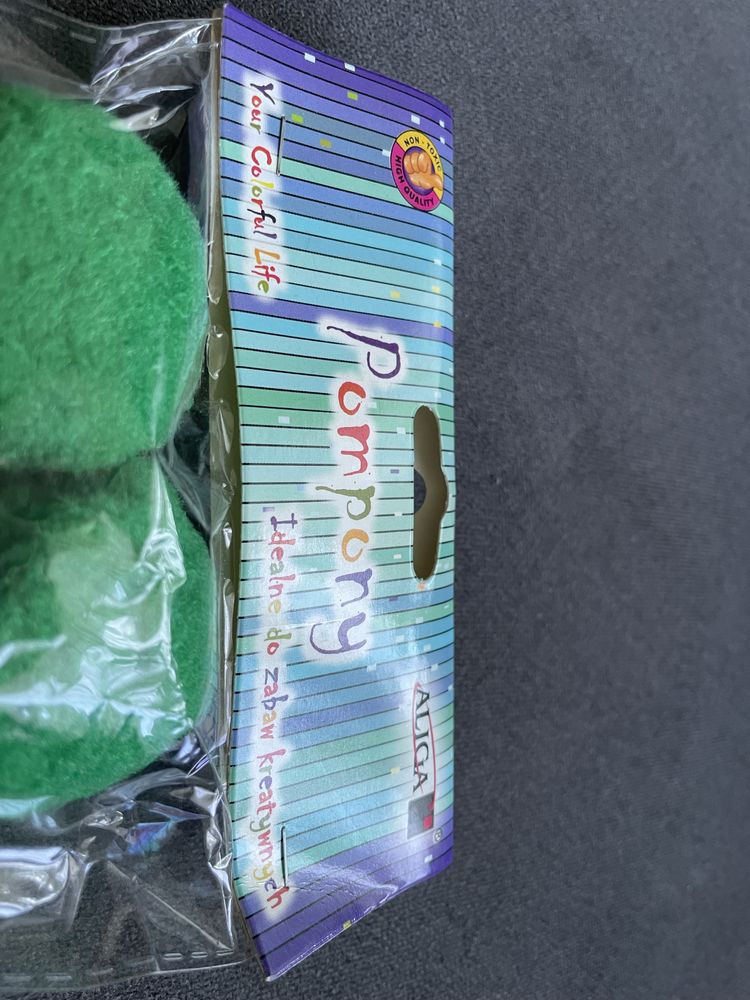 NON - TOXIC
HIGH QUALITY
ALIGA
®
Pompony
Your Colorful Life
Idealne do zabaw kreatywnych